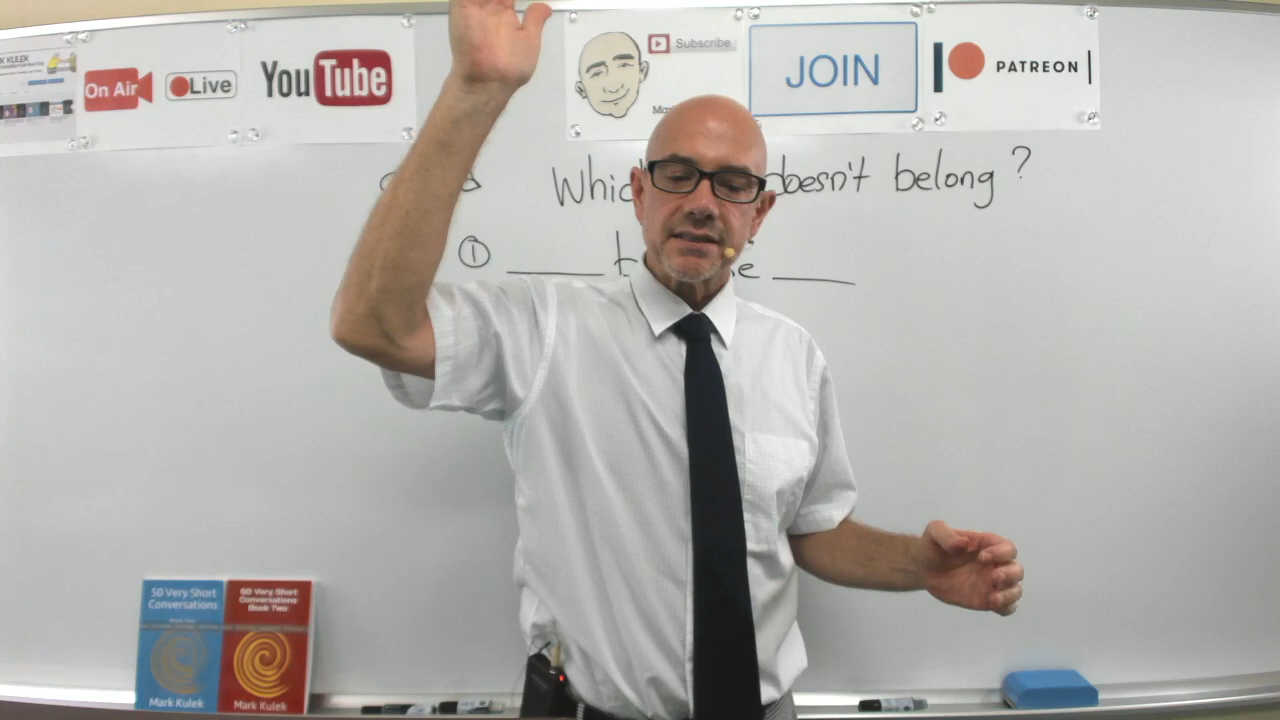 On Air
Live
YouTube
Subscribe
JOIN
PATREON
doesn't belong?
①
50 Very Short
Conversations
Mark Kulek
50 Very Short
Conversations
Book Two
Mark Kulek